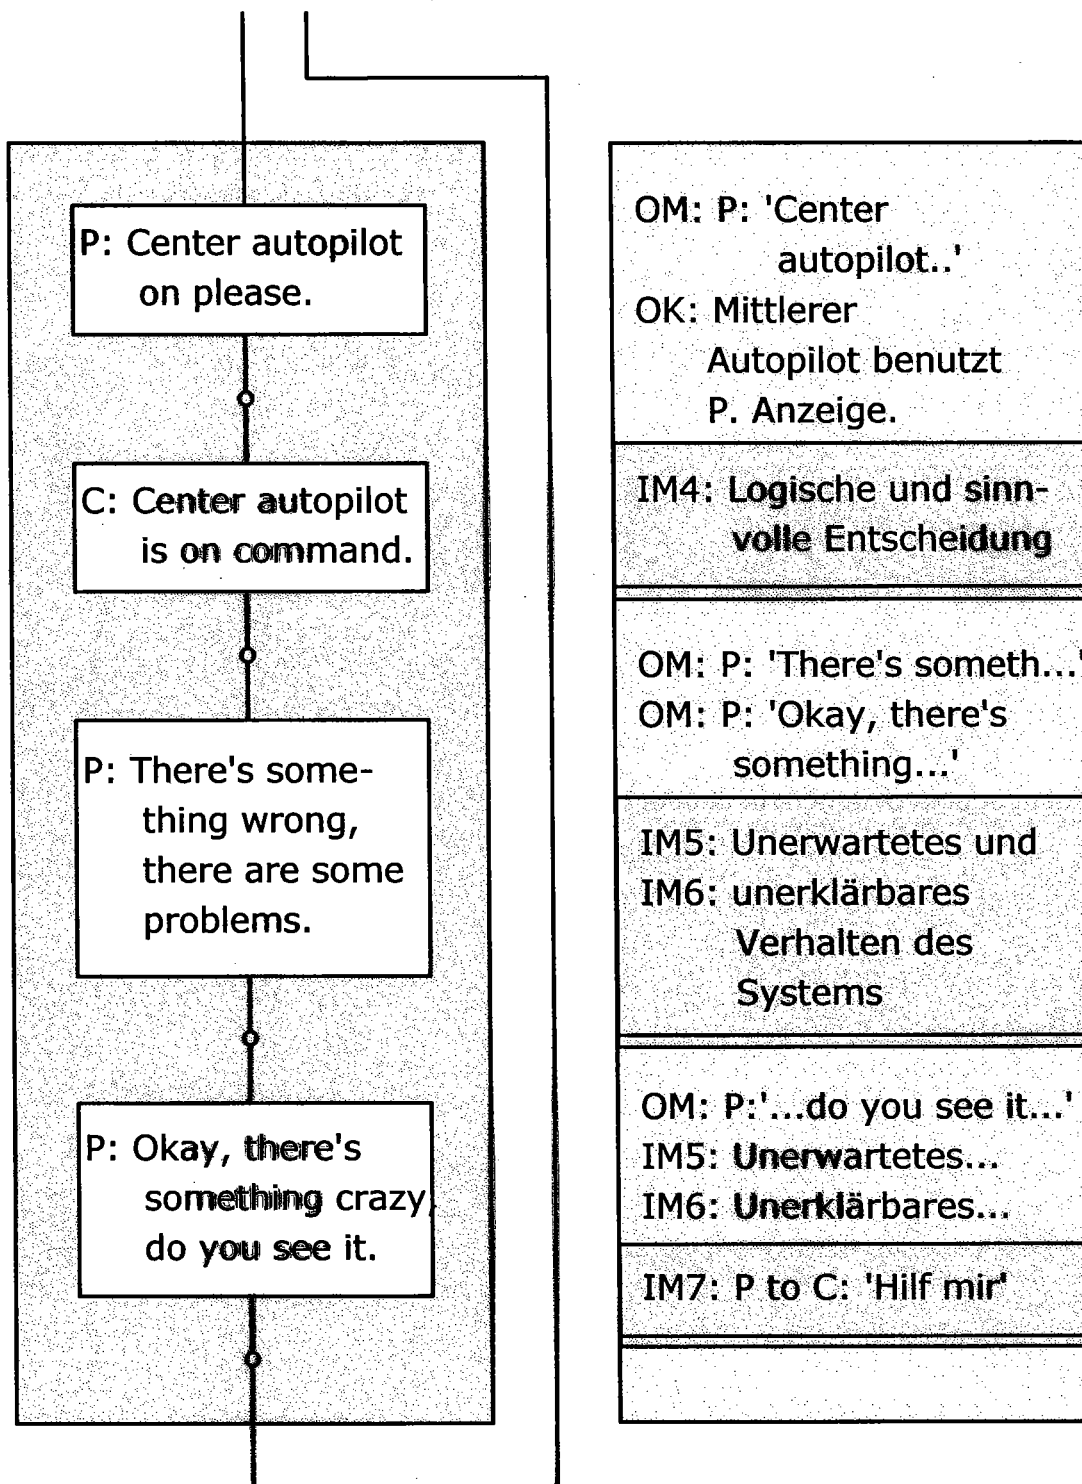 P: Center autopilot
on please.
C: Center autopilot
is on command.
P: There's some-
thing wrong,
there are some
problems.
P: Okay, there's
something crazy,
do you see it.
OM: P: 'Center
autopilot..'
OK: Mittlerer
Autopilot benutzt
P. Anzeige.
IM4: Logische und sinn-
volle Entscheidung
OM: P: 'There's someth...'
OM: P: 'Okay, there's
something...'
IM5: Unerwartetes und
IM6: unerklärbares
Verhalten des
Systems
OM: P:'...do you see it...'
IM5: Unerwartetes...
IM6: Unerklärbares...
IM7: P to C: 'Hilf mir'